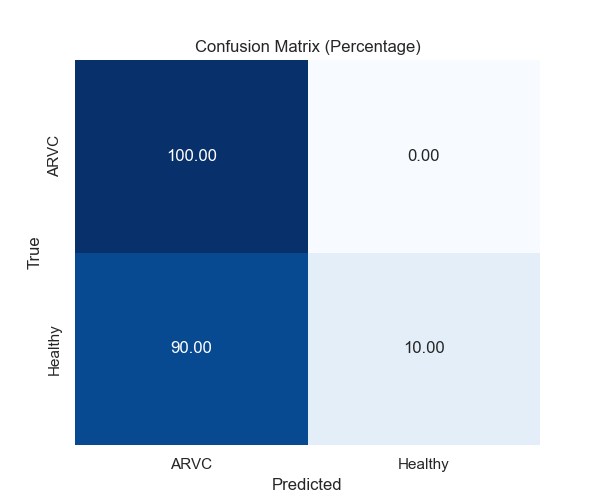 Confusion Matrix (Percentage)
ARVC
100.00
0.00
True
Healthy
90.00
10.00
ARVC
Healthy
Predicted